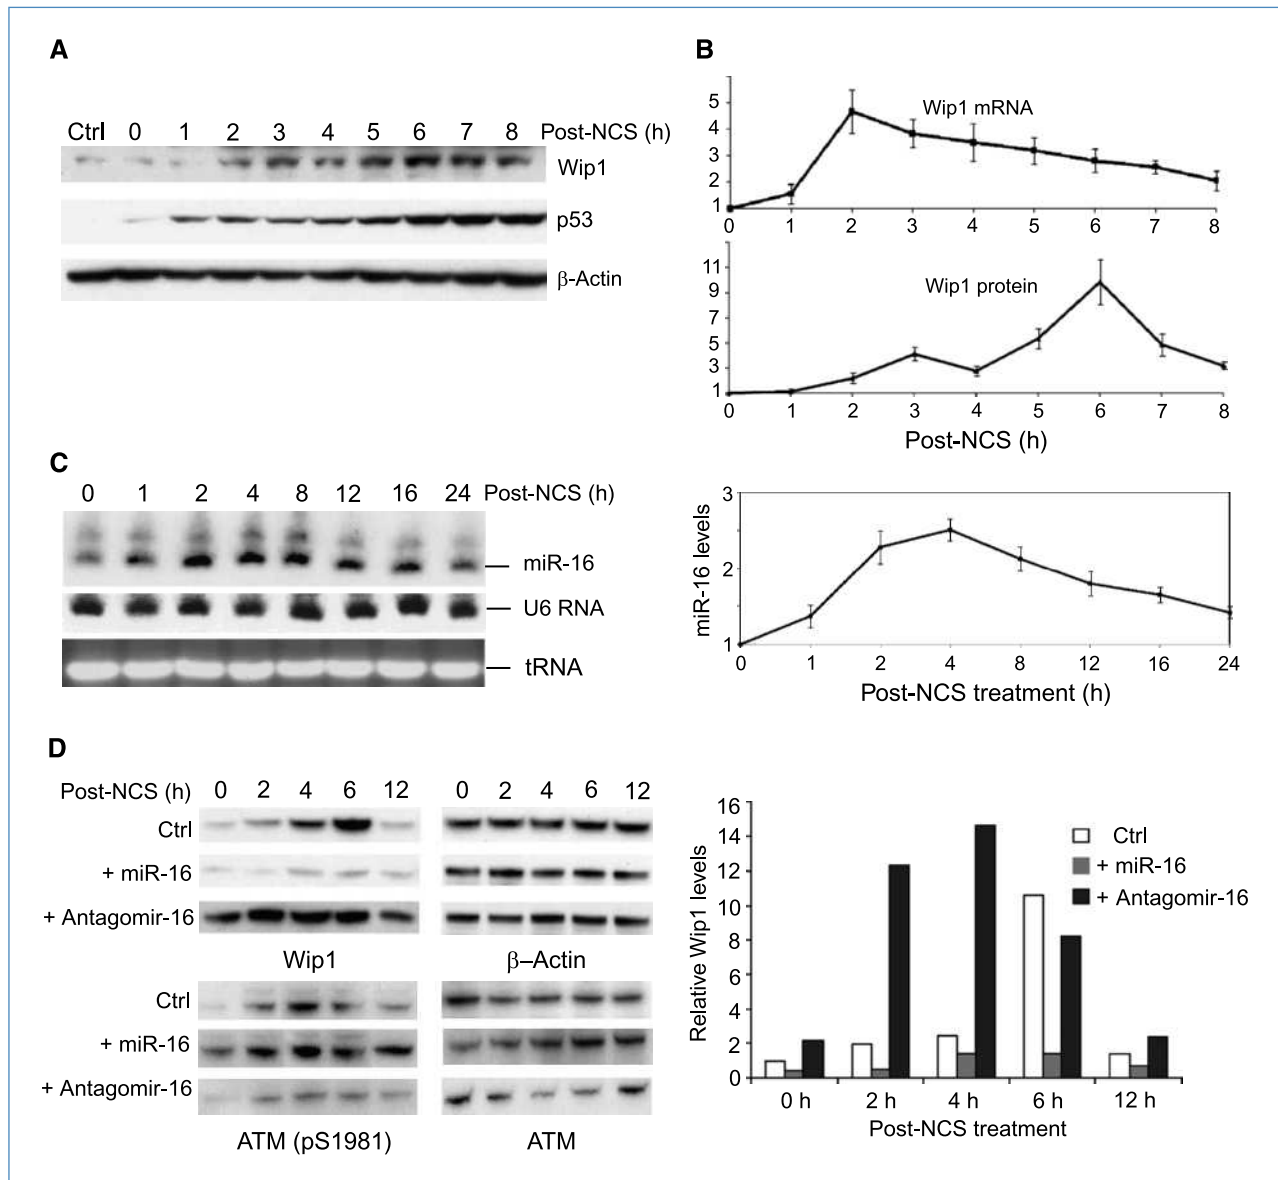 A
Ctrl 0 1 2 3 4 5 6 7 8 Post-NCS (h)
Wip1
p53
β-Actin
B
Wip1 mRNA
5
4
3
2
1
0 1 2 3 4 5 6 7 8
Wip1 protein
11
9
7
5
3
1
0 1 2 3 4 5 6 7 8
Post-NCS (h)
C
0 1 2 4 8 12 16 24 Post-NCS (h)
miR-16
U6 RNA
tRNA
miR-16 levels
3
2
1
0 1 2 4 8 12 16 24
Post-NCS treatment (h)
D
Post-NCS (h) 0 2 4 6 12 0 2 4 6 12
Ctrl
+ miR-16
+ Antagomir-16
Wip1 β–Actin
Ctrl
+ miR-16
+ Antagomir-16
ATM (pS1981) ATM
Relative Wip1 levels
16
14
12
10
8
6
4
2
0
Ctrl
+ miR-16
+ Antagomir-16
0 h 2 h 4 h 6 h 12 h
Post-NCS treatment